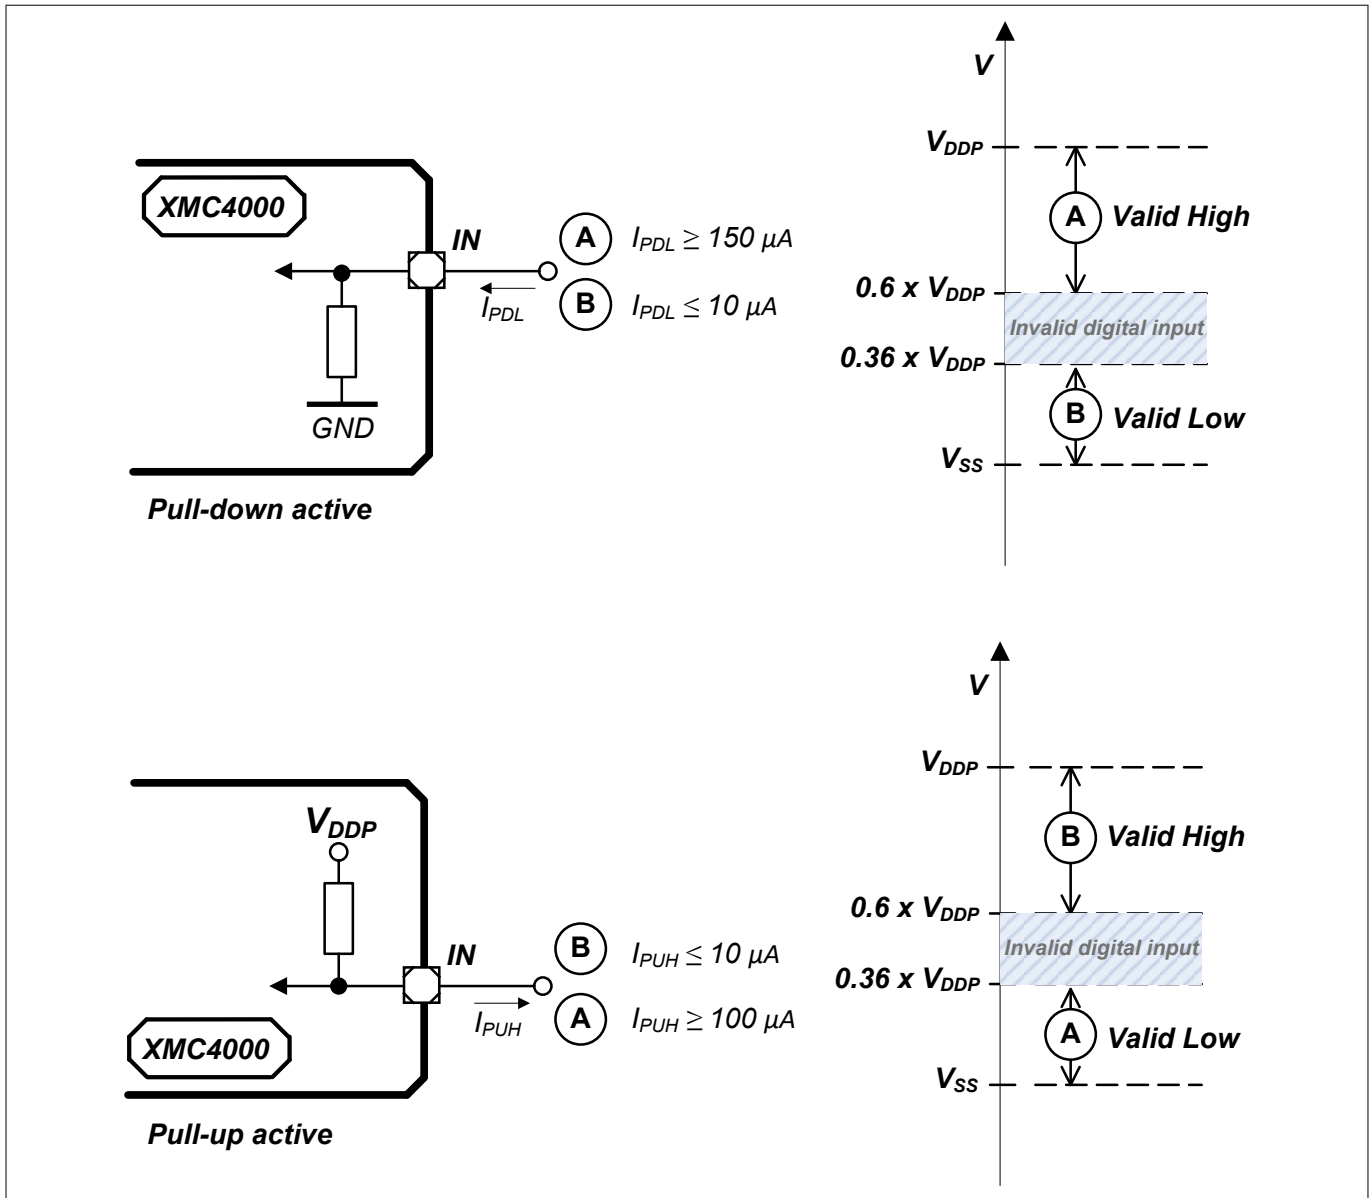 V
V_DDP
XMC4000
IN
A I_PDL ≥ 150 µA
A Valid High
0.6 x V_DDP
I_PDL
B I_PDL ≤ 10 µA
Invalid digital input
0.36 x V_DDP
B Valid Low
GND
V_SS
Pull-down active
V
V_DDP
V_DDP
B Valid High
0.6 x V_DDP
IN
B I_PUH ≤ 10 µA
Invalid digital input
0.36 x V_DDP
I_PUH
A I_PUH ≥ 100 µA
XMC4000
A Valid Low
V_SS
Pull-up active